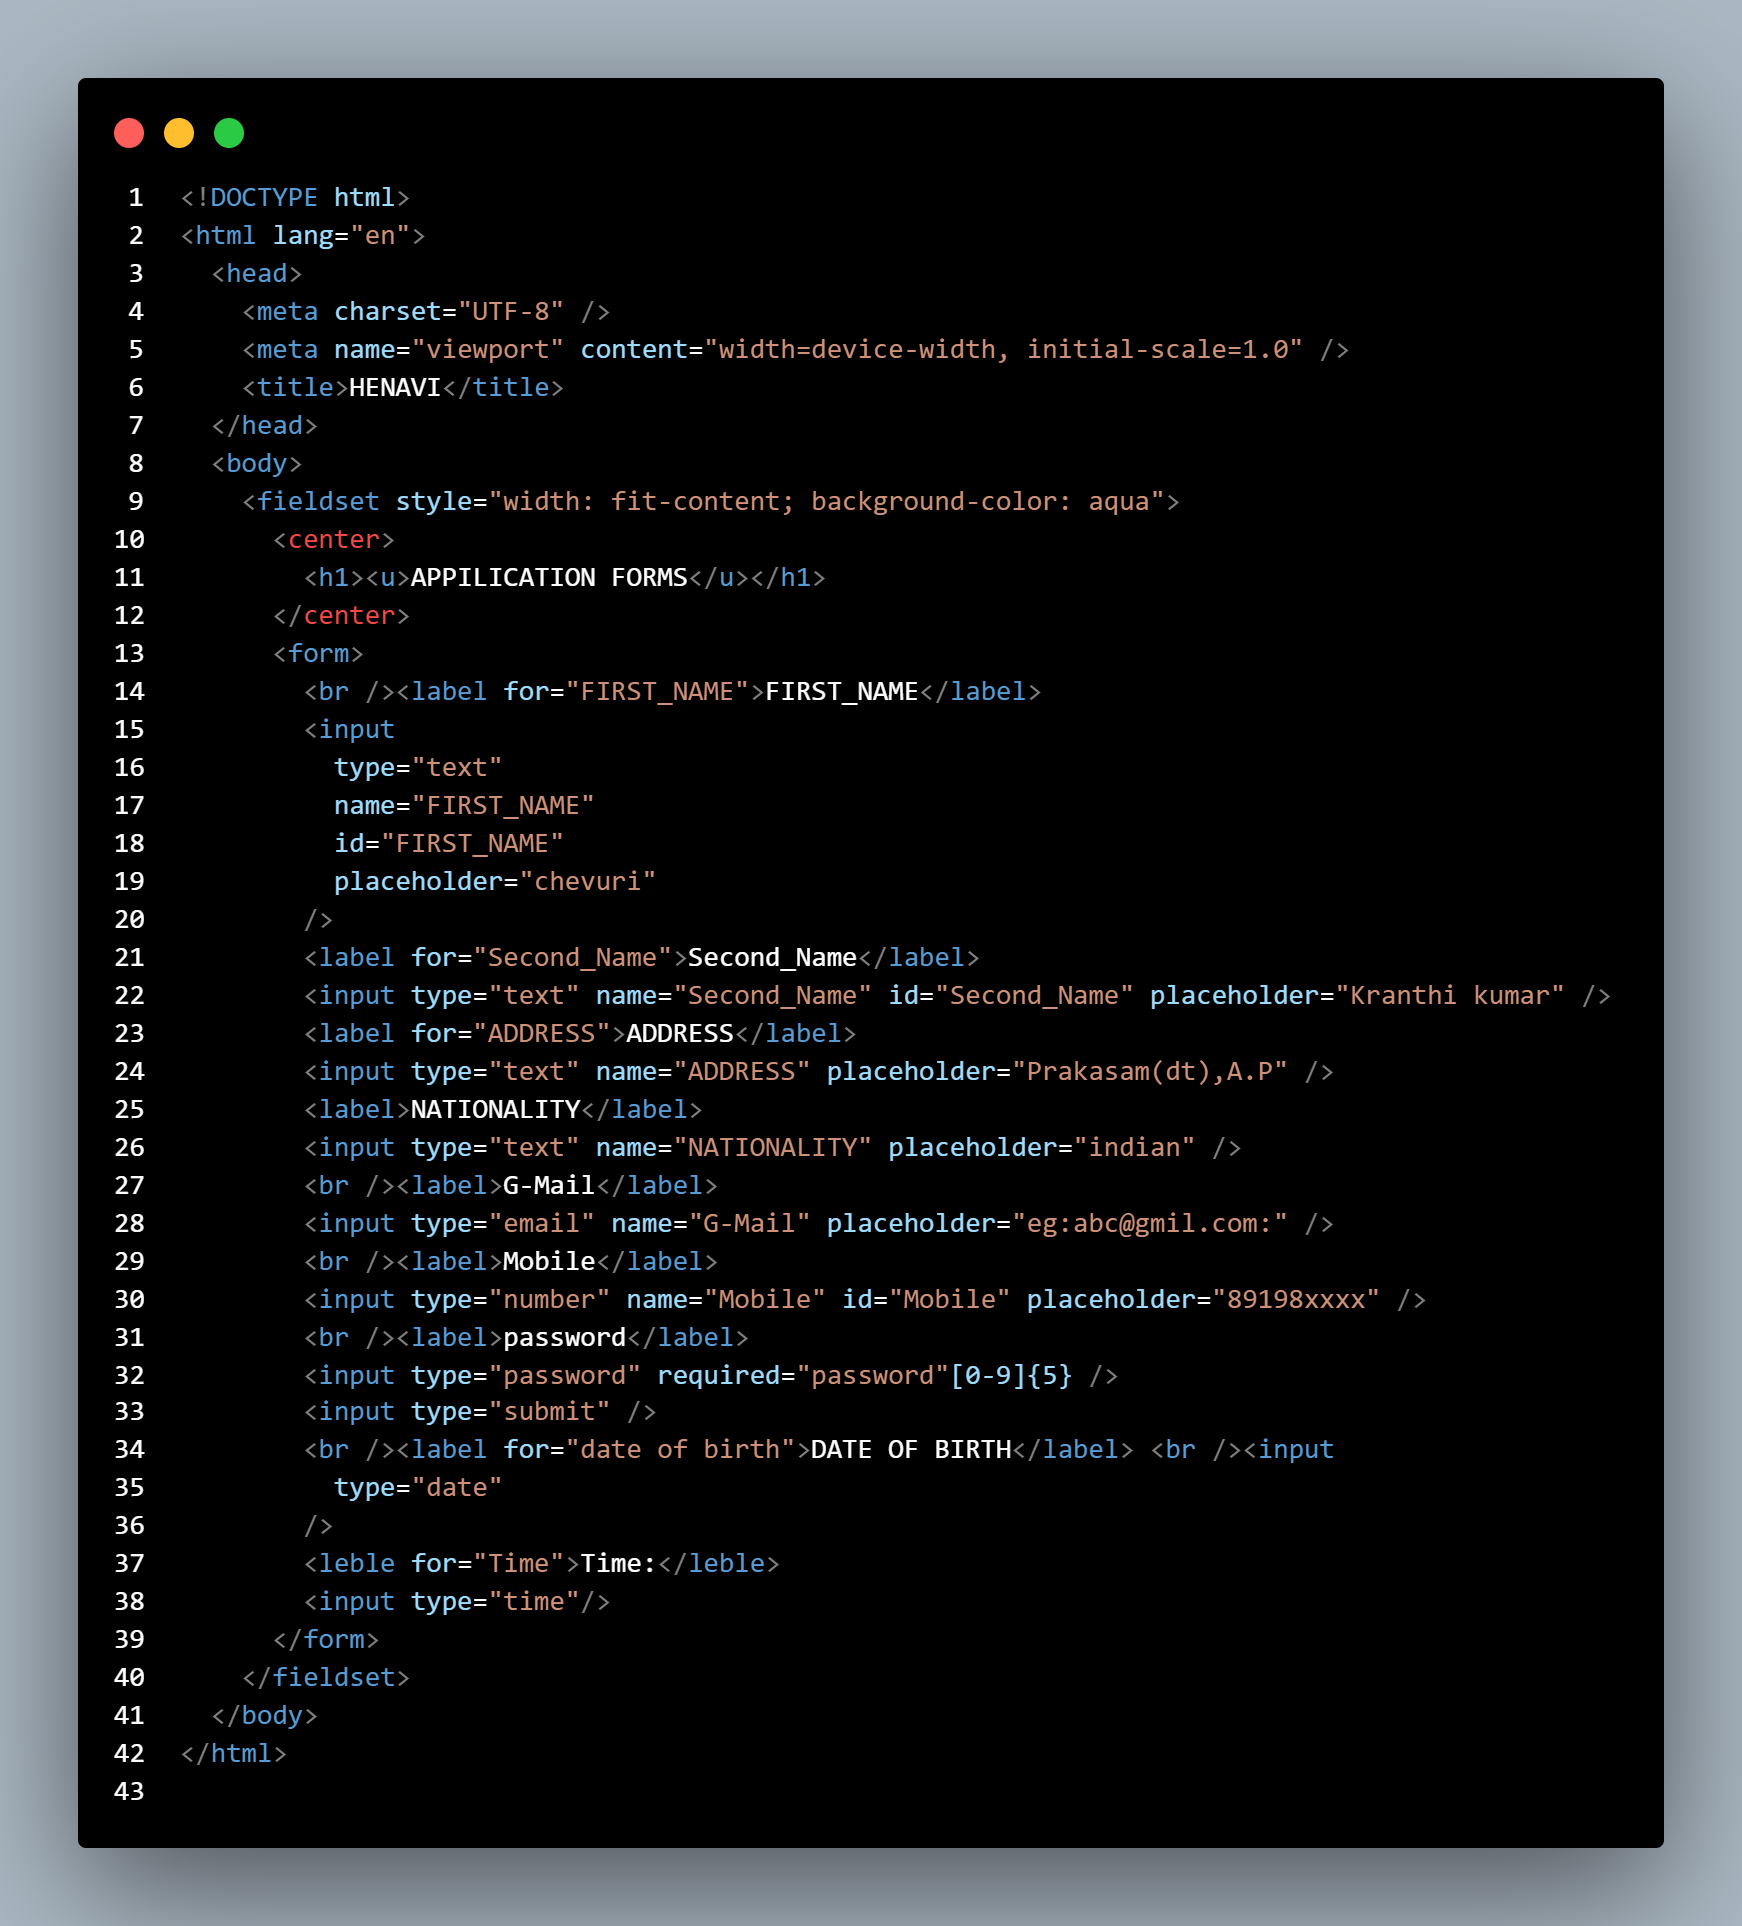 1 <!DOCTYPE html>
2 <html lang="en">
3   <head>
4     <meta charset="UTF-8" />
5     <meta name="viewport" content="width=device-width, initial-scale=1.0" />
6     <title>HENAVI</title>
7   </head>
8   <body>
9     <fieldset style="width: fit-content; background-color: aqua">
10       <center>
11         <h1><u>APPILICATION FORMS</u></h1>
12       </center>
13       <form>
14         <br /><label for="FIRST_NAME">FIRST_NAME</label>
15         <input
16           type="text"
17           name="FIRST_NAME"
18           id="FIRST_NAME"
19           placeholder="chevuri"
20         />
21         <label for="Second_Name">Second_Name</label>
22         <input type="text" name="Second_Name" id="Second_Name" placeholder="Kranthi kumar" />
23         <label for="ADDRESS">ADDRESS</label>
24         <input type="text" name="ADDRESS" placeholder="Prakasam(dt),A.P" />
25         <label>NATIONALITY</label>
26         <input type="text" name="NATIONALITY" placeholder="indian" />
27         <br /><label>G-Mail</label>
28         <input type="email" name="G-Mail" placeholder="eg:abc@gmil.com:" />
29         <br /><label>Mobile</label>
30         <input type="number" name="Mobile" id="Mobile" placeholder="89198xxxx" />
31         <br /><label>password</label>
32         <input type="password" required="password"[0-9]{5} />
33         <input type="submit" />
34         <br /><label for="date of birth">DATE OF BIRTH</label> <br /><input
35           type="date"
36         />
37         <leble for="Time">Time:</leble>
38         <input type="time"/>
39       </form>
40     </fieldset>
41   </body>
42 </html>
43